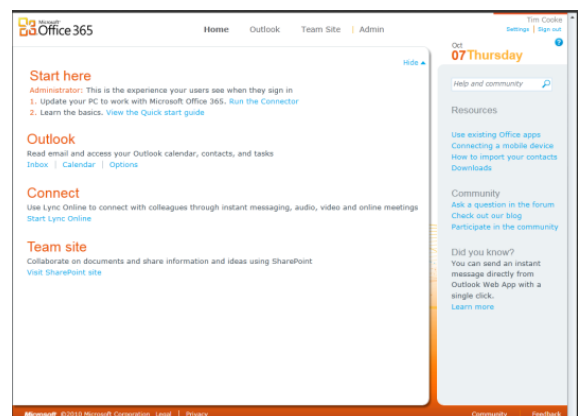 Microsoft
Office 365
Home Outlook Team Site | Admin
Tim Cooke
Settings | Sign out
Hide
Start here
Administrator: This is the experience your users see when they sign in
1. Update your PC to work with Microsoft Office 365. Run the Connector
2. Learn the basics. View the Quick start guide
Outlook
Read email and access your Outlook calendar, contacts, and tasks
Inbox | Calendar | Options
Connect
Use Lync Online to connect with colleagues through instant messaging, audio, video and online meetings
Start Lync Online
Team site
Collaborate on documents and share information and ideas using SharePoint
Visit SharePoint site
Oct
07 Thursday
?
Help and community
Resources
Use existing Office apps
Connecting a mobile device
How to import your contacts
Downloads
Community
Ask a question in the forum
Check out our blog
Participate in the community
Did you know?
You can send an instant
message directly from
Outlook Web App with a
single click.
Learn more
Microsoft ©2010 Microsoft Corporation Legal | Privacy
Community Feedback